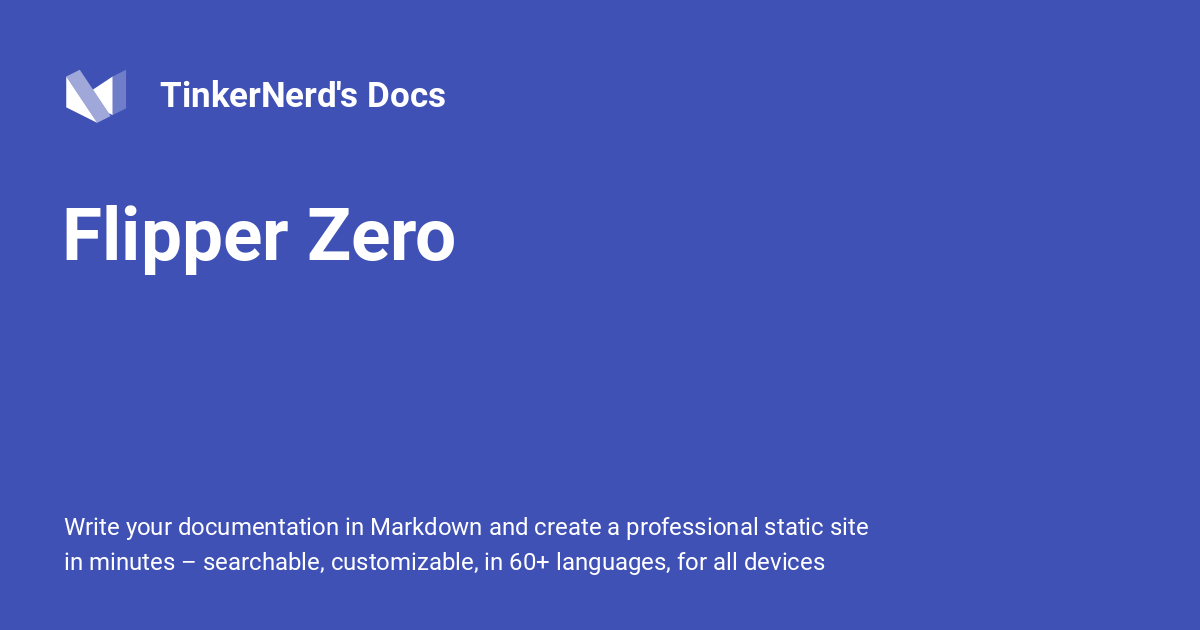 TinkerNerd's Docs
Flipper Zero
Write your documentation in Markdown and create a professional static site
in minutes – searchable, customizable, in 60+ languages, for all devices